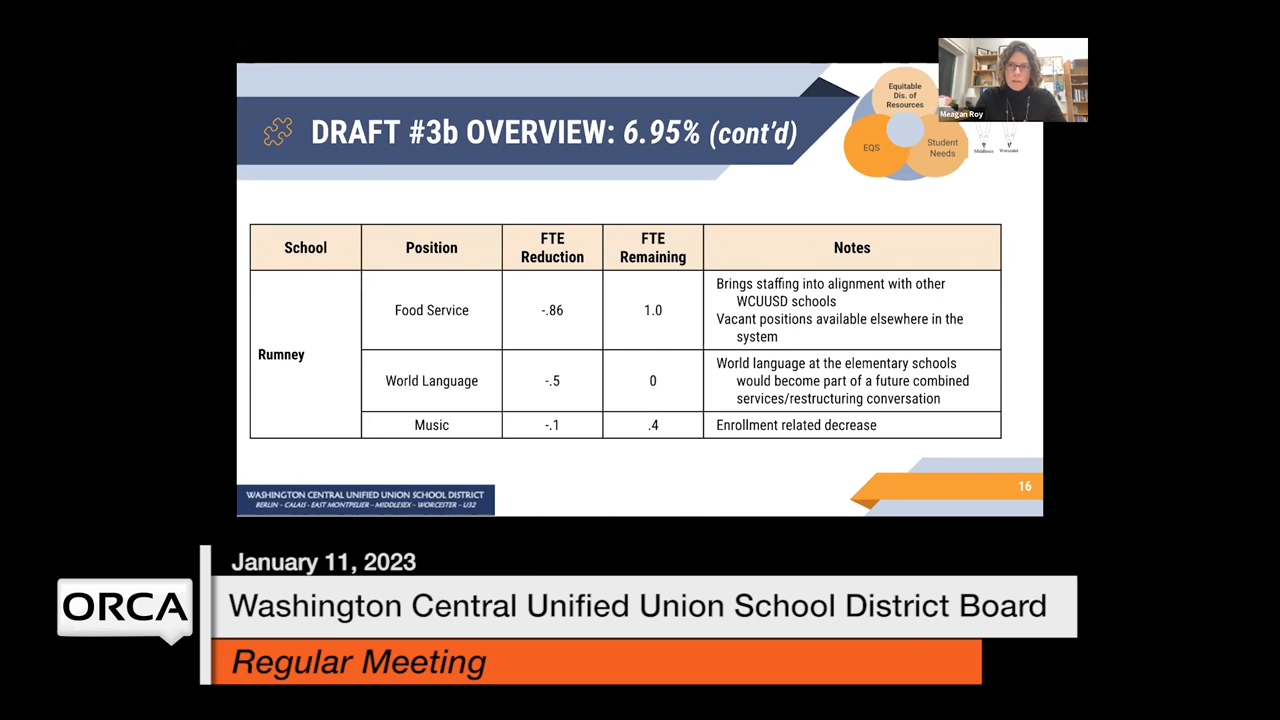 Equitable
Dis. of
Resources
EQS
Student
Needs
Meagan Roy
Middlesex
Worcester
DRAFT #3b OVERVIEW: 6.95% (cont’d)
School
Position
FTE
Reduction
FTE
Remaining
Notes
Rumney
Food Service
-.86
1.0
Brings staffing into alignment with other
WCUUSD schools
Vacant positions available elsewhere in the
system
World Language
-.5
0
World language at the elementary schools
would become part of a future combined
services/restructuring conversation
Music
-.1
.4
Enrollment related decrease
WASHINGTON CENTRAL UNIFIED UNION SCHOOL DISTRICT
BERLIN – CALAIS – EAST MONTPELIER – MIDDLESEX – WORCESTER – U32
16
January 11, 2023
ORCA
Washington Central Unified Union School District Board
Regular Meeting